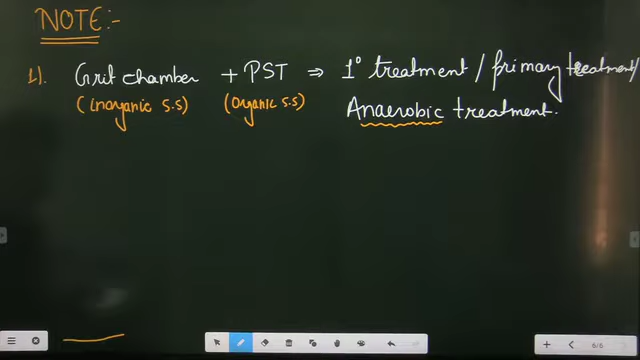 NOTE:-
1). Grit chamber + PST ⇒ 1° treatment / primary treatment /
(inorganic S.S) (Organic S.S) Anaerobic treatment.
6/6